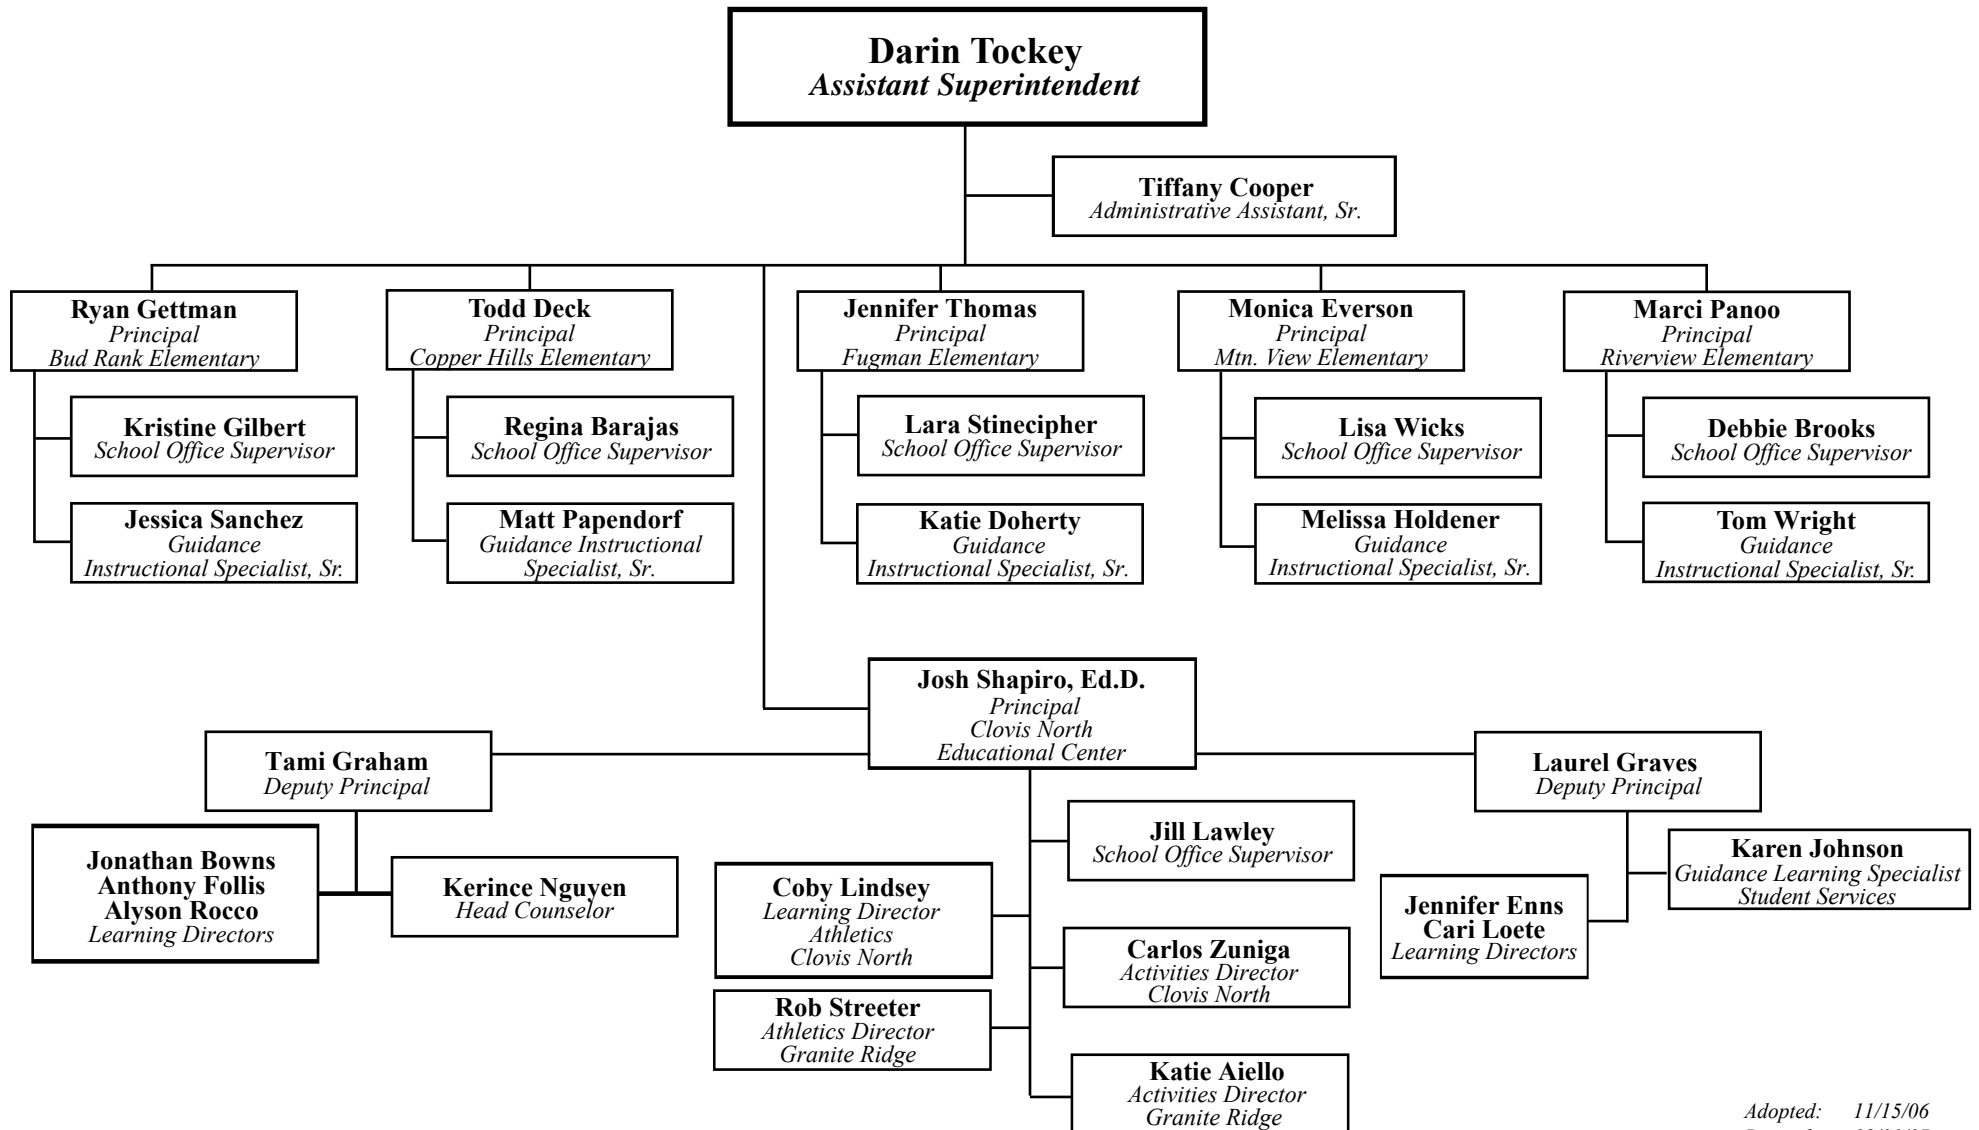 Darin Tockey
Assistant Superintendent
Tiffany Cooper
Administrative Assistant, Sr.
Ryan Gettman
Principal
Bud Rank Elementary
Todd Deck
Principal
Copper Hills Elementary
Jennifer Thomas
Principal
Fugman Elementary
Monica Everson
Principal
Mtn. View Elementary
Marci Panoo
Principal
Riverview Elementary
Kristine Gilbert
School Office Supervisor
Regina Barajas
School Office Supervisor
Lara Stinecipher
School Office Supervisor
Lisa Wicks
School Office Supervisor
Debbie Brooks
School Office Supervisor
Jessica Sanchez
Guidance
Instructional Specialist, Sr.
Matt Papendorf
Guidance Instructional
Specialist, Sr.
Katie Doherty
Guidance
Instructional Specialist, Sr.
Melissa Holdener
Guidance
Instructional Specialist, Sr.
Tom Wright
Guidance
Instructional Specialist, Sr.
Josh Shapiro, Ed.D.
Principal
Clovis North
Educational Center
Tami Graham
Deputy Principal
Laurel Graves
Deputy Principal
Jonathan Bowns
Anthony Follis
Alyson Rocco
Learning Directors
Kerince Nguyen
Head Counselor
Jill Lawley
School Office Supervisor
Coby Lindsey
Learning Director
Athletics
Clovis North
Carlos Zuniga
Activities Director
Clovis North
Rob Streeter
Athletics Director
Granite Ridge
Katie Aiello
Activities Director
Granite Ridge
Karen Johnson
Guidance Learning Specialist
Student Services
Jennifer Enns
Cari Loete
Learning Directors
Adopted: 11/15/06